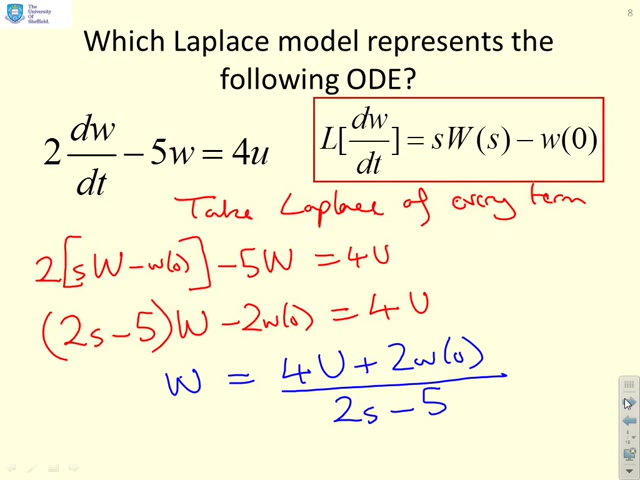 The University Of Sheffield.
8
Which Laplace model represents the
following ODE?
2 dw/dt − 5w = 4u
L[dw/dt] = sW(s) − w(0)
Take Laplace of every term
2[sW − w(0)] − 5W = 4U
(2s − 5)W − 2w(0) = 4U
W = (4U + 2w(0))/(2s − 5)